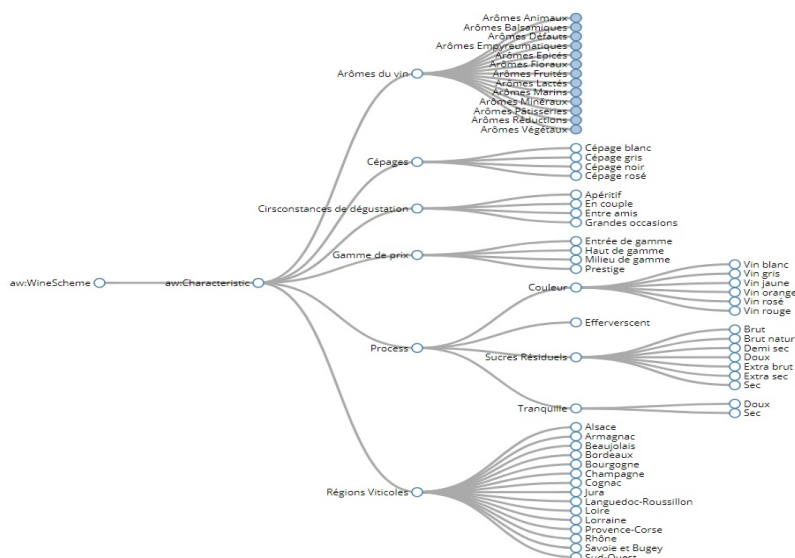 aw:WineScheme
aw:Characteristic
Arômes du vin
Arômes Animaux
Arômes Balsamiques
Arômes Défauts
Arômes Empyreumatiques
Arômes Epicés
Arômes Floraux
Arômes Fruités
Arômes Lactés
Arômes Marins
Arômes Minéraux
Arômes Pâtisseries
Arômes Réductions
Arômes Végétaux
Cépages
Cépage blanc
Cépage gris
Cépage noir
Cépage rosé
Cirsconstances de dégustation
Apéritif
En couple
Entre amis
Grandes occasions
Gamme de prix
Entrée de gamme
Haut de gamme
Milieu de gamme
Prestige
Process
Couleur
Vin blanc
Vin gris
Vin jaune
Vin orange
Vin rosé
Vin rouge
Efferverscent
Sucres Résiduels
Brut
Brut natur
Demi sec
Doux
Extra brut
Extra sec
Sec
Tranquille
Doux
Sec
Régions Viticoles
Alsace
Armagnac
Beaujolais
Bordeaux
Bourgogne
Champagne
Cognac
Jura
Languedoc-Roussillon
Loire
Lorraine
Provence-Corse
Rhône
Savoie et Bugey
Sud-Ouest